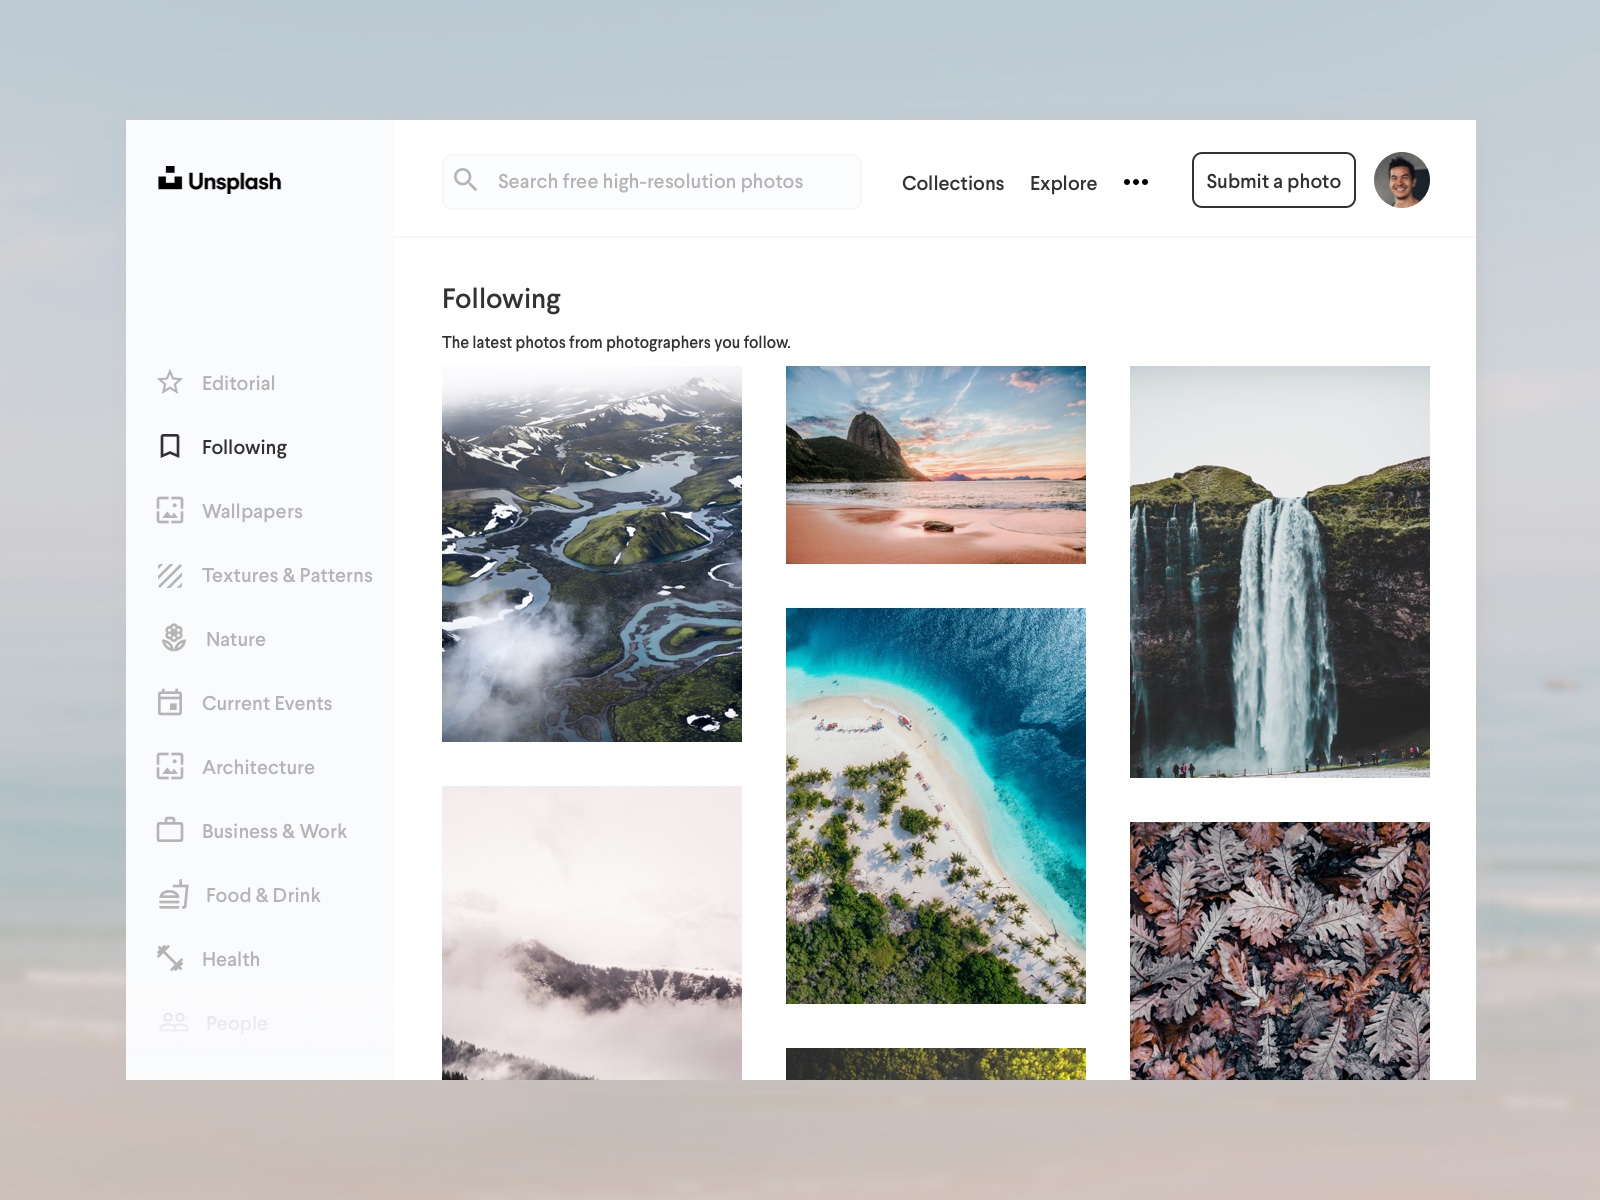 Unsplash
Search free high-resolution photos
Collections
Explore
•••
Submit a photo
Following
The latest photos from photographers you follow.
Editorial
Following
Wallpapers
Textures & Patterns
Nature
Current Events
Architecture
Business & Work
Food & Drink
Health
People